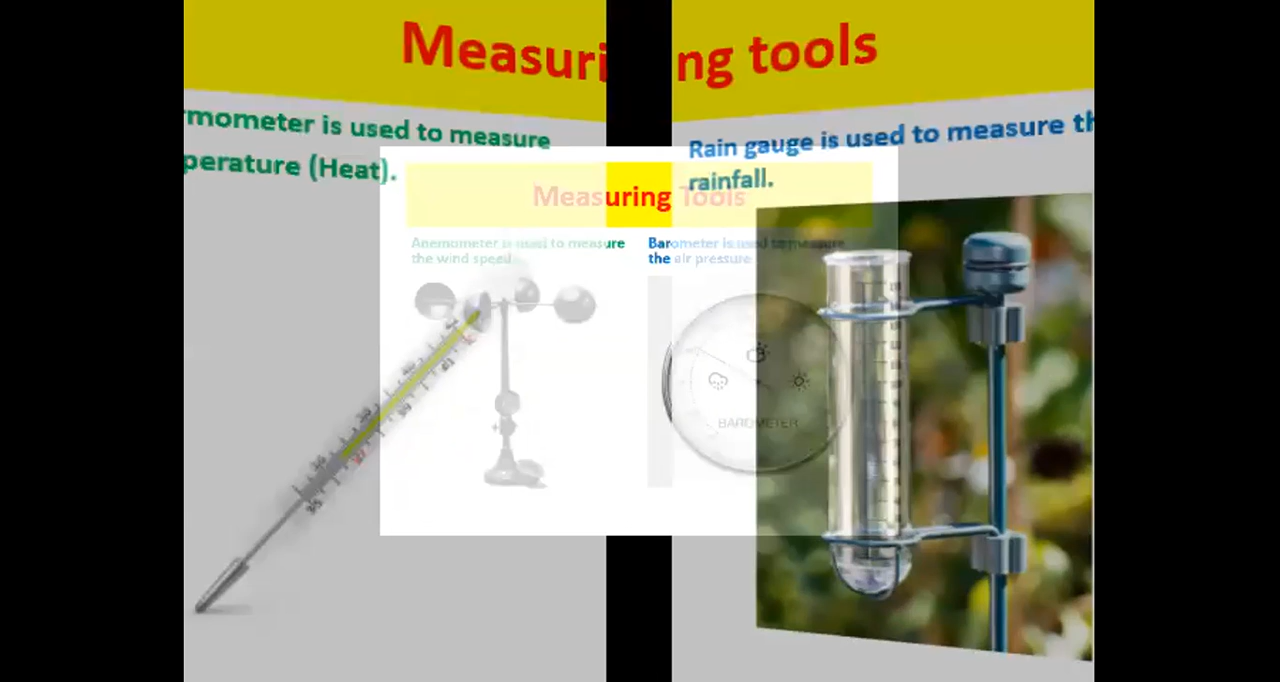 Measuring tools
rmometer is used to measure
perature (Heat).
Rain gauge is used to measure th
rainfall.
Measuring Tools
Anemometer is used to measure
the wind speed
Barometer is used to measure
the air pressure
BAROMETER